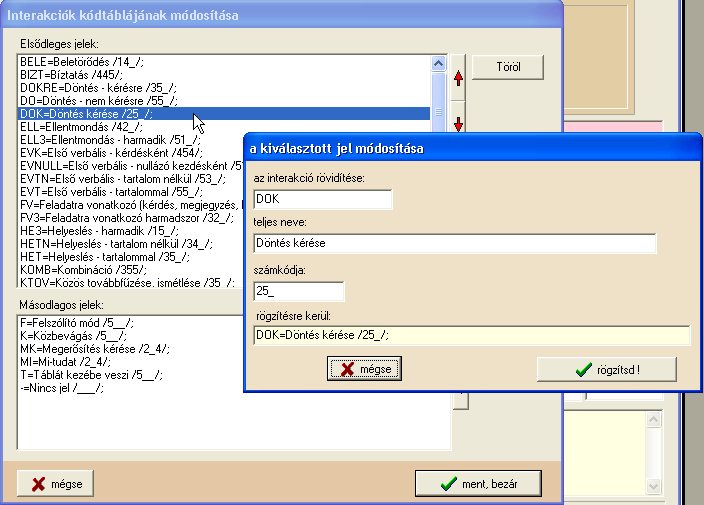 Interakciók kódtáblájának módosítása
Elsődleges jelek:
BELE=Beletörődés /14_/;
BIZT=Bíztatás /445/;
DOKRE=Döntés - kérésre /35_/;
DO=Döntés - nem kérésre /55_/;
DOK=Döntés kérése /25_/;
ELL=Ellentmondás /42_/;
ELL3=Ellentmondás - harmadik /51_/;
EVK=Első verbális - kérdésként /454/;
EVNULL=Első verbális - nullázó kezdésként /5
EVTN=Első verbális - tartalom nélkül /53_/;
EVT=Első verbális - tartalommal /55_/;
FV=Feladatra vonatkozó (kérdés, megjegyzés,
FV3=Feladatra vonatkozó harmadszor /32_/;
HE3=Helyeslés - harmadik /15_/;
HETN=Helyeslés - tartalom nélkül /34_/;
HET=Helyeslés - tartalommal /35_/;
KOMB=Kombináció /355/;
KTOV=Közös továbbfűzése, ismétlése /35_/;
Töröl
Másodlagos jelek:
F=Felszólító mód /5__/;
K=Közbevágás /5__/;
MK=Megerősítés kérése /2_4/;
MI=Mi-tudat /2_4/;
T=Táblát kezébe veszi /5__/;
-=Nincs jel /___/;
mégse
ment, bezár
a kiválasztott jel módosítása
az interakció rövidítése:
DOK
teljes neve:
Döntés kérése
számkódja:
25_
rögzítésre kerül:
DOK=Döntés kérése /25_/;
mégse
rögzítsd !